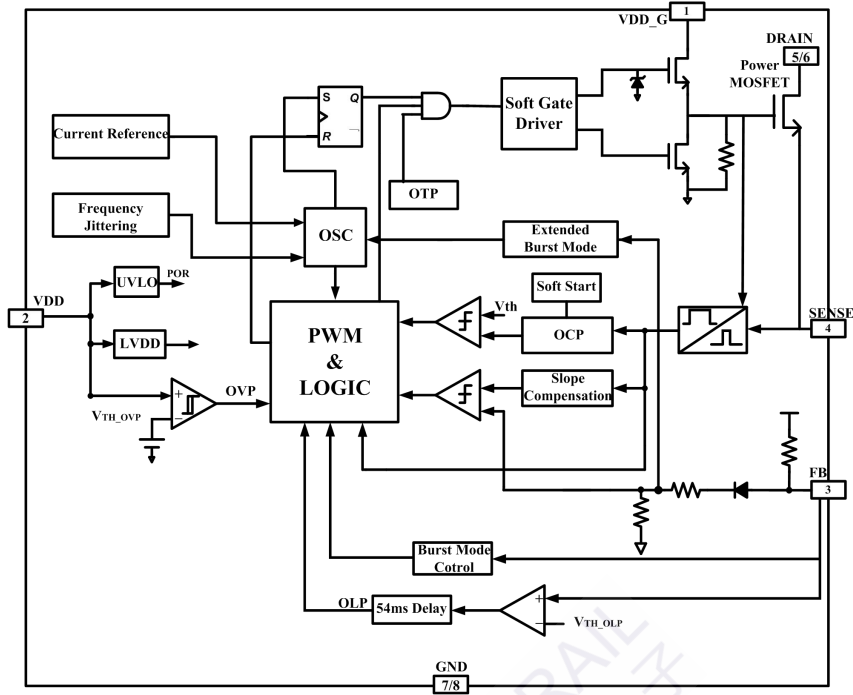 1
VDD_G
DRAIN
5/6
Power
MOSFET
S
Q
R
Soft Gate
Driver
Current Reference
OTP
Frequency
Jittering
OSC
Extended
Burst Mode
UVLO
POR
VDD
2
Vth
Soft Start
SENSE
4
LVDD
PWM
&
LOGIC
OCP
Slope
Compensation
OVP
+
−
VTH_OVP
FB
3
Burst Mode
Cotrol
OLP
54ms Delay
+
−
VTH_OLP
GND
7/8
RAIL